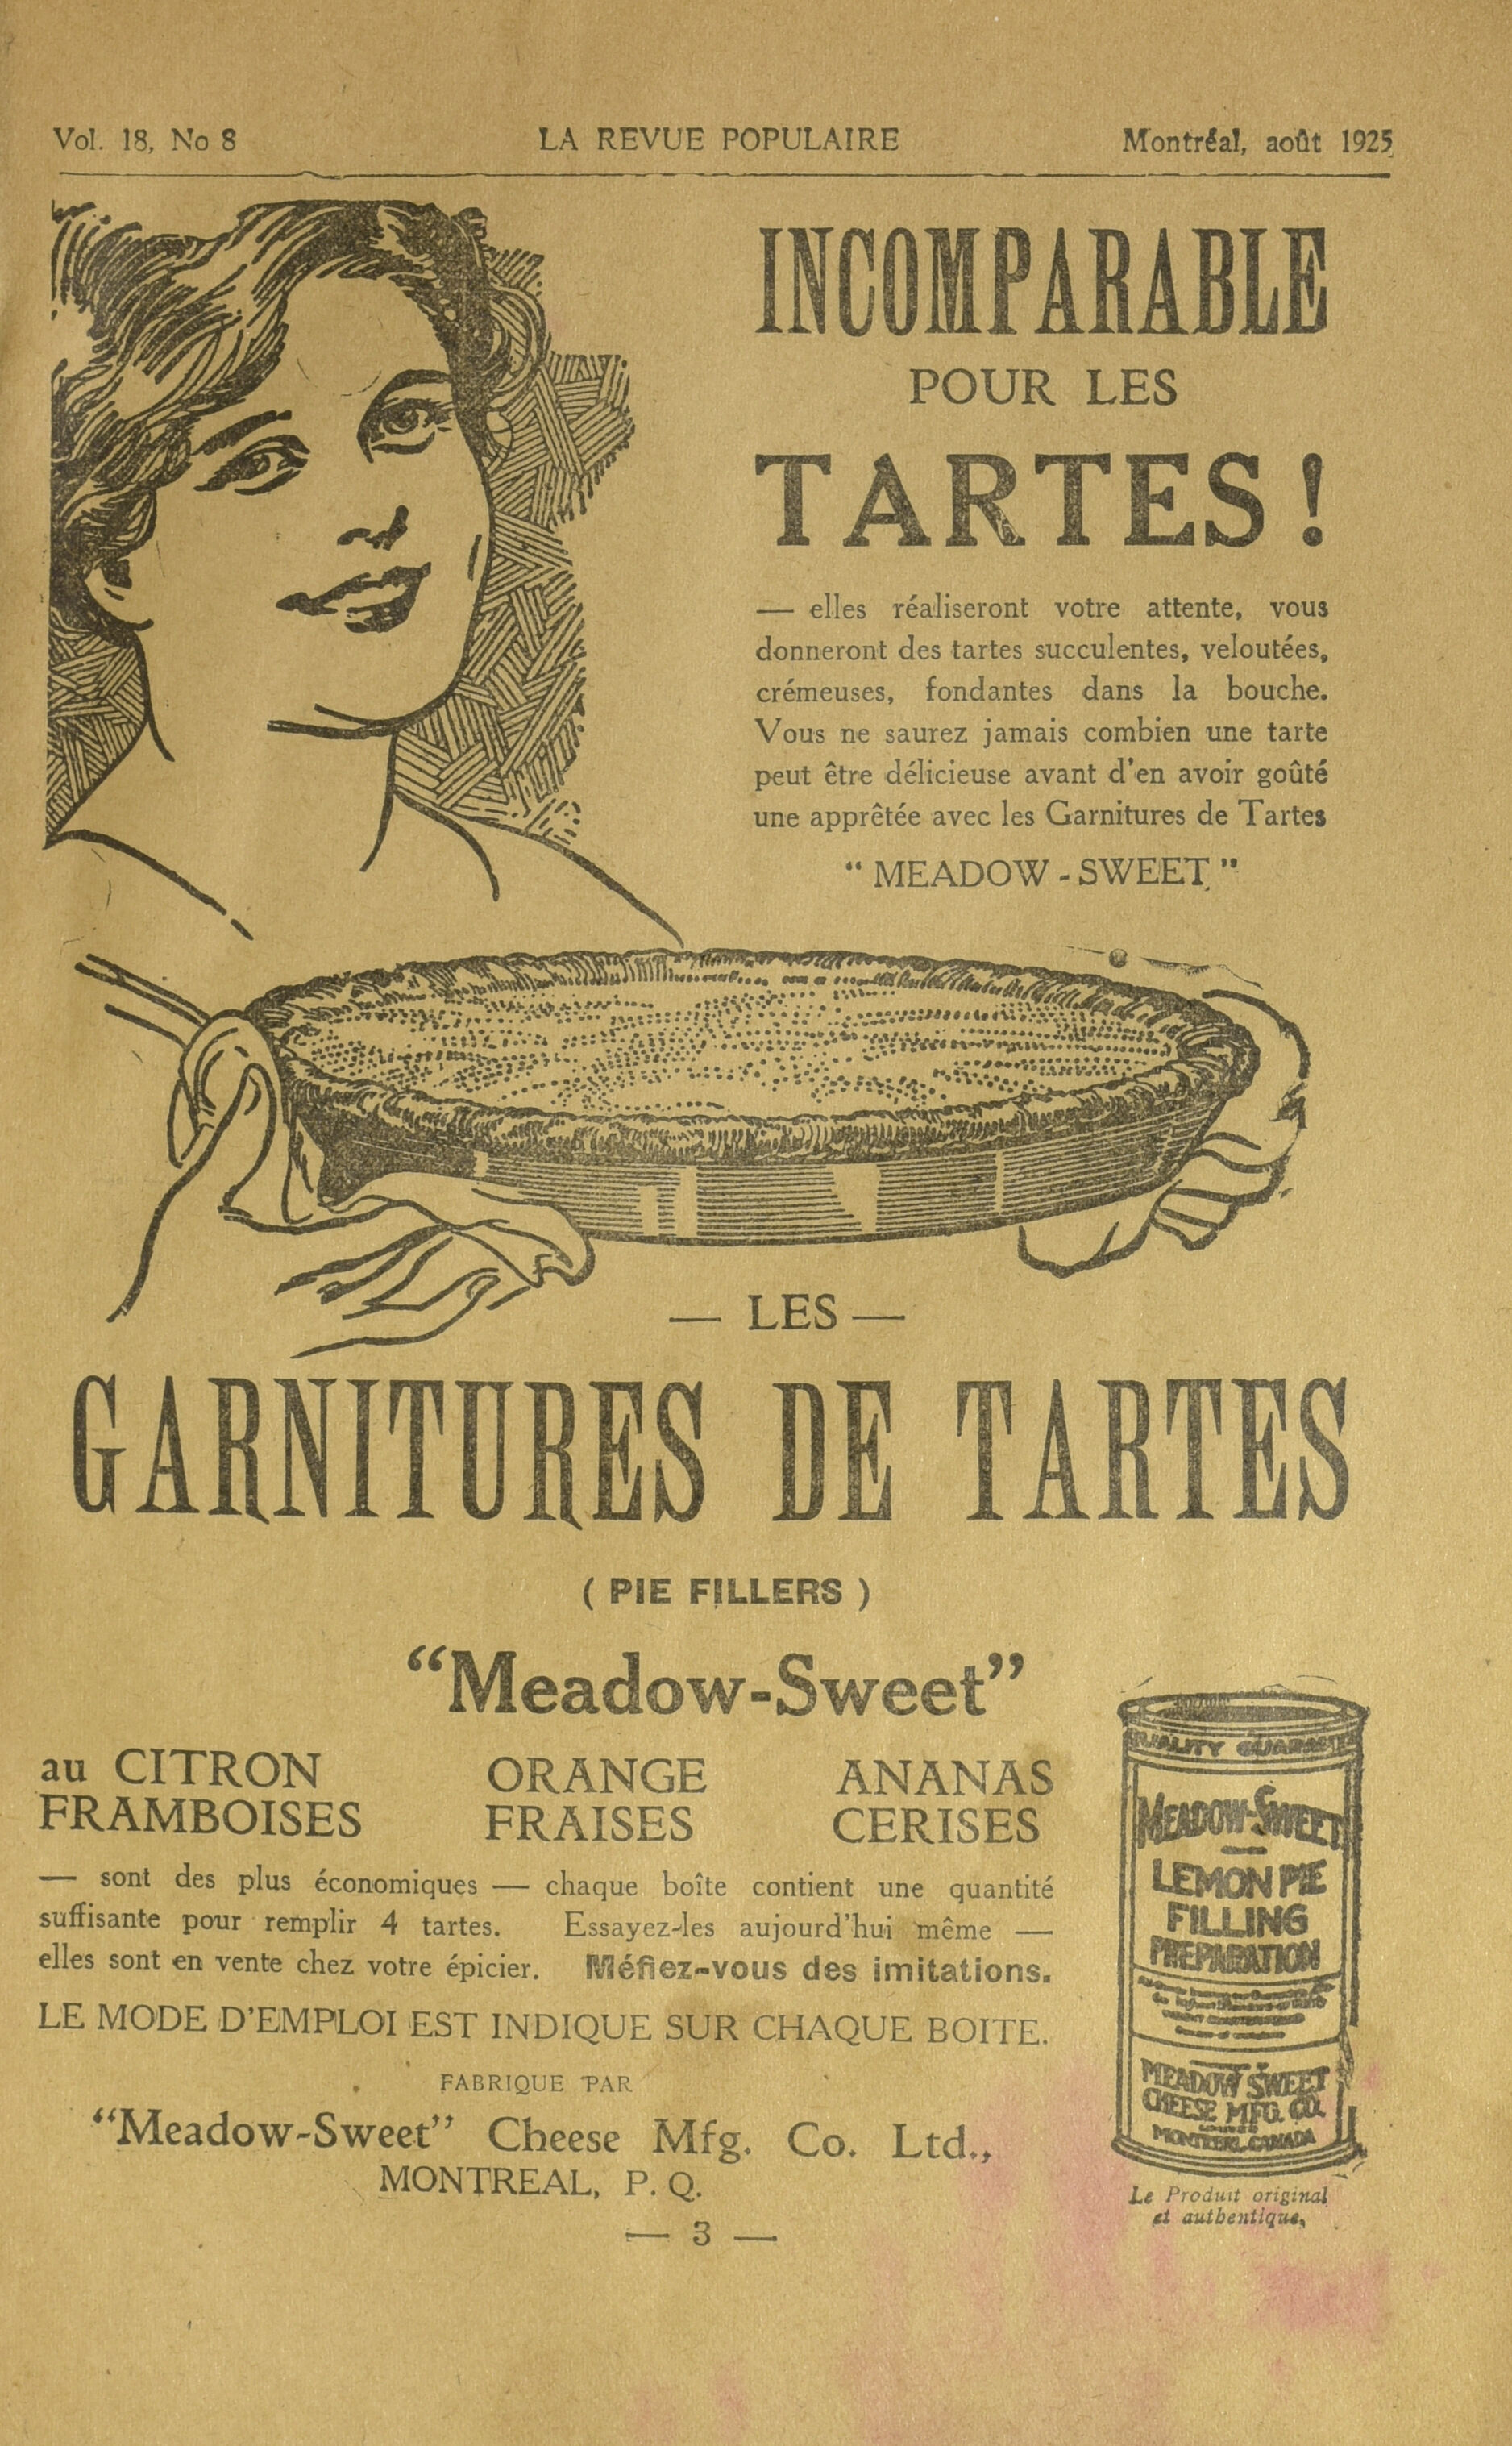 Vol. 18, No 8 LA REVUE POPULAIRE Montréal, août 1925
INCOMPARABLE
POUR LES
TARTES!
— elles réaliseront votre attente, vous
donneront des tartes succulentes, veloutées,
crémeuses, fondantes dans la bouche.
Vous ne saurez jamais combien une tarte
peut être délicieuse avant d'en avoir goûté
une apprêtée avec les Garnitures de Tartes
"MEADOW-SWEET"
— LES —
GARNITURES DE TARTES
( PIE FILLERS )
"Meadow-Sweet"
au CITRON ORANGE ANANAS
FRAMBOISES FRAISES CERISES
— sont des plus économiques — chaque boîte contient une quantité
suffisante pour remplir 4 tartes. Essayez-les aujourd'hui même —
elles sont en vente chez votre épicier. Méfiez-vous des imitations.
LE MODE D'EMPLOI EST INDIQUE SUR CHAQUE BOITE.
FABRIQUE PAR
"Meadow-Sweet" Cheese Mfg. Co. Ltd.,
MONTREAL, P. Q.
— 3 —
QUALITY
MEADOW-SWEET
LEMON PIE
FILLING
PREPARATION
MEADOW SWEET
CHEESE MFG. CO.
MONTREAL, CANADA
Le Produit original
et authentique.